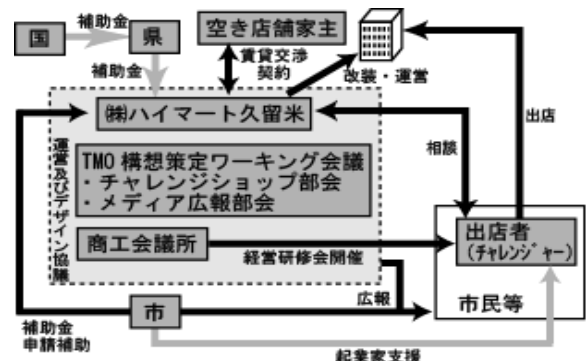 補助金
国
県
空き店舗家主
補助金
賃貸交渉
契約
改装・運営
出店
㈱ハイマート久留米
相談
運営及びデザイン協議
TMO 構想策定ワーキング会議
・チャレンジショップ部会
・メディア広報部会
商工会議所
経営研修会開催
出店者
(チャレンジャー)
広報
市民等
市
補助金
申請補助
起業家支援